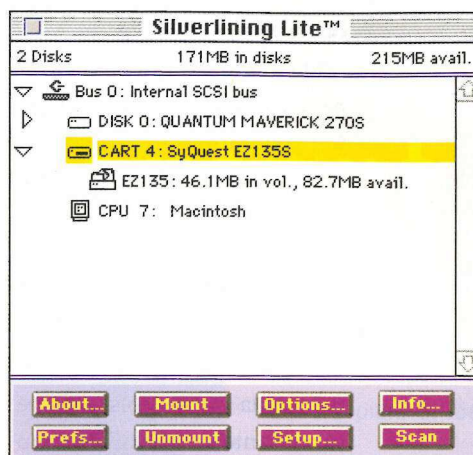 Silverlining Lite™
2 Disks 171MB in disks 215MB avail.
Bus 0: Internal SCSI bus
DISK 0: QUANTUM MAVERICK 270S
CART 4: SyQuest EZ135S
EZ135: 46.1MB in vol., 82.7MB avail.
CPU 7: Macintosh
About... Mount Options... Info...
Prefs... Unmount Setup... Scan